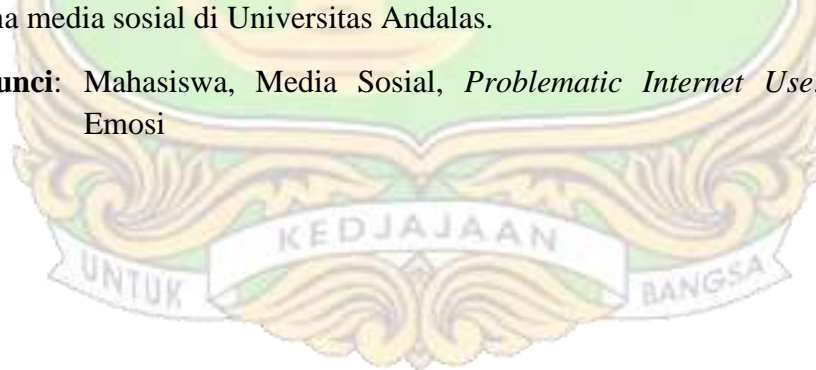 na media sosial di Universitas Andalas.
unci: Mahasiswa, Media Sosial, Problematic Internet Use
Emosi
KEDJAJAAN
UNTUK BANGSA